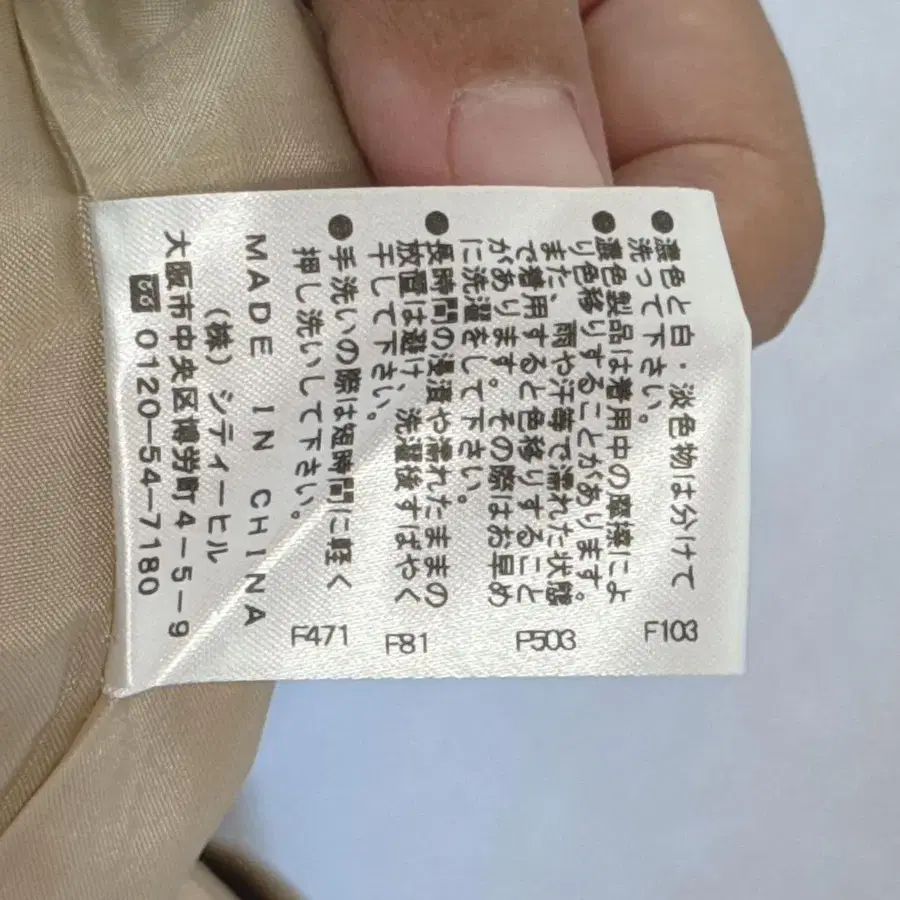 ●濃色と白・淡色物は分けて
洗って下さい。
F103
●濃色製品は着用中の摩擦によ
り色移りすることがあります。
また、雨や汗等で濡れた状態
で着用すると色移りすること
があります。その際はお早め
に洗濯をして下さい。
F503
●長時間の浸漬や濡れたままの
放置は避け、洗濯後すばやく
干して下さい。
F81
●手洗いの際は短時間に軽く
押し洗いして下さい。
F471
MADE IN CHINA
(株)シティーヒル
大阪市中央区博労町4-5-9
☎0120-54-7180